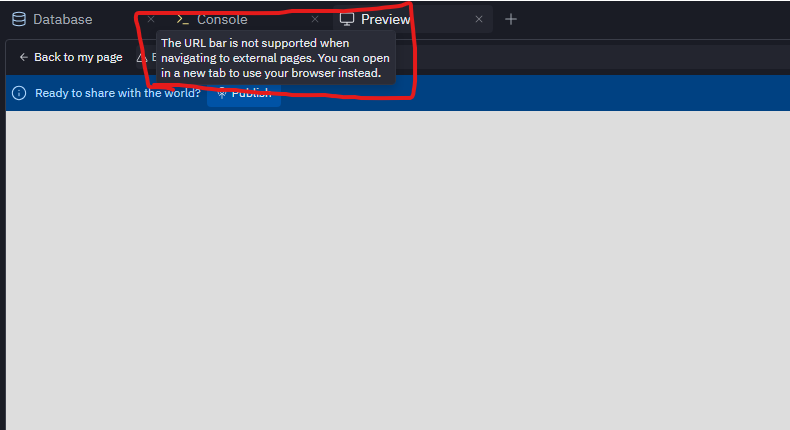 Database
Console
Preview
Back to my page
The URL bar is not supported when
navigating to external pages. You can open
in a new tab to use your browser instead.
Ready to share with the world?
Publish